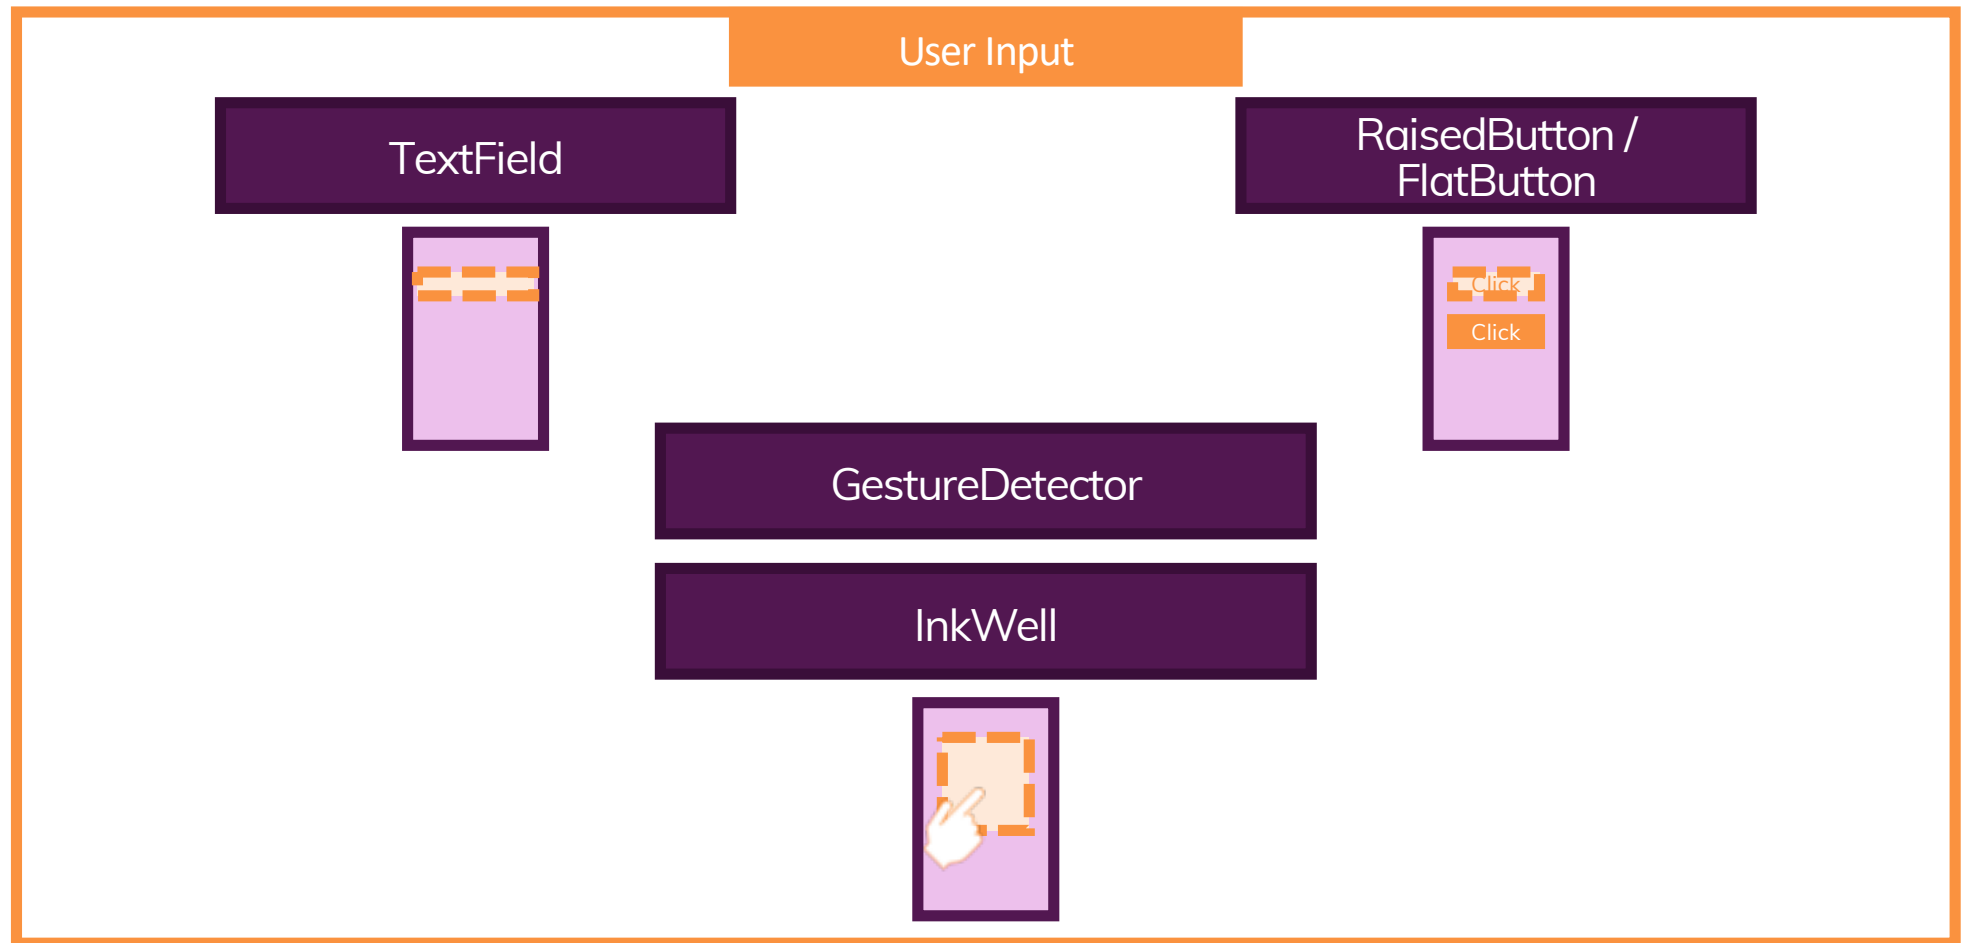 User Input
TextField
RaisedButton /
FlatButton
Click
Click
GestureDetector
InkWell